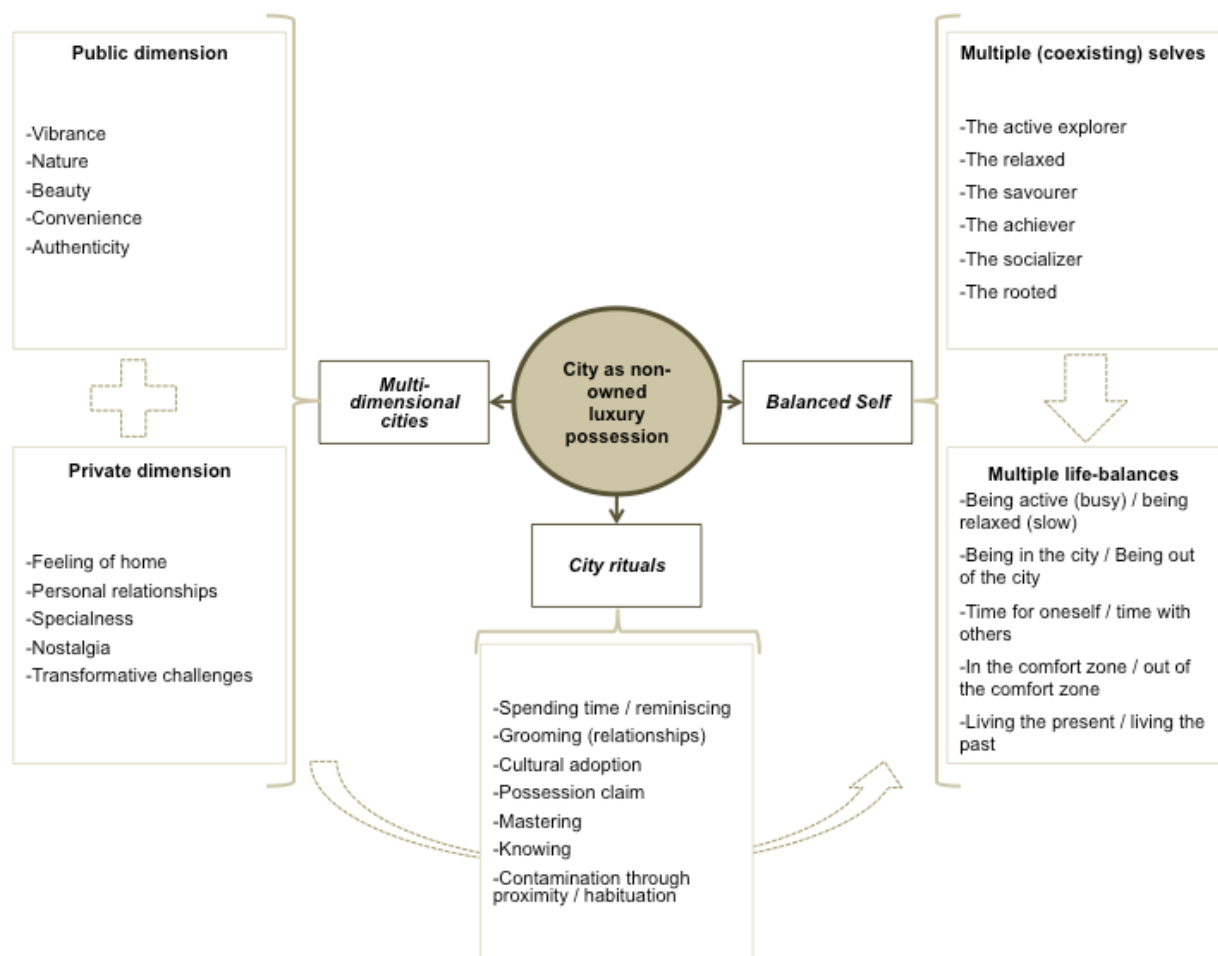 Public dimension
-Vibrance
-Nature
-Beauty
-Convenience
-Authenticity
Private dimension
-Feeling of home
-Personal relationships
-Specialness
-Nostalgia
-Transformative challenges
Multi-
dimensional
cities
City as non-
owned
luxury
possession
Balanced Self
City rituals
-Spending time / reminiscing
-Grooming (relationships)
-Cultural adoption
-Possession claim
-Mastering
-Knowing
-Contamination through
proximity / habituation
Multiple (coexisting) selves
-The active explorer
-The relaxed
-The savourer
-The achiever
-The socializer
-The rooted
Multiple life-balances
-Being active (busy) / being
relaxed (slow)
-Being in the city / Being out
of the city
-Time for oneself / time with
others
-In the comfort zone / out of
the comfort zone
-Living the present / living the
past